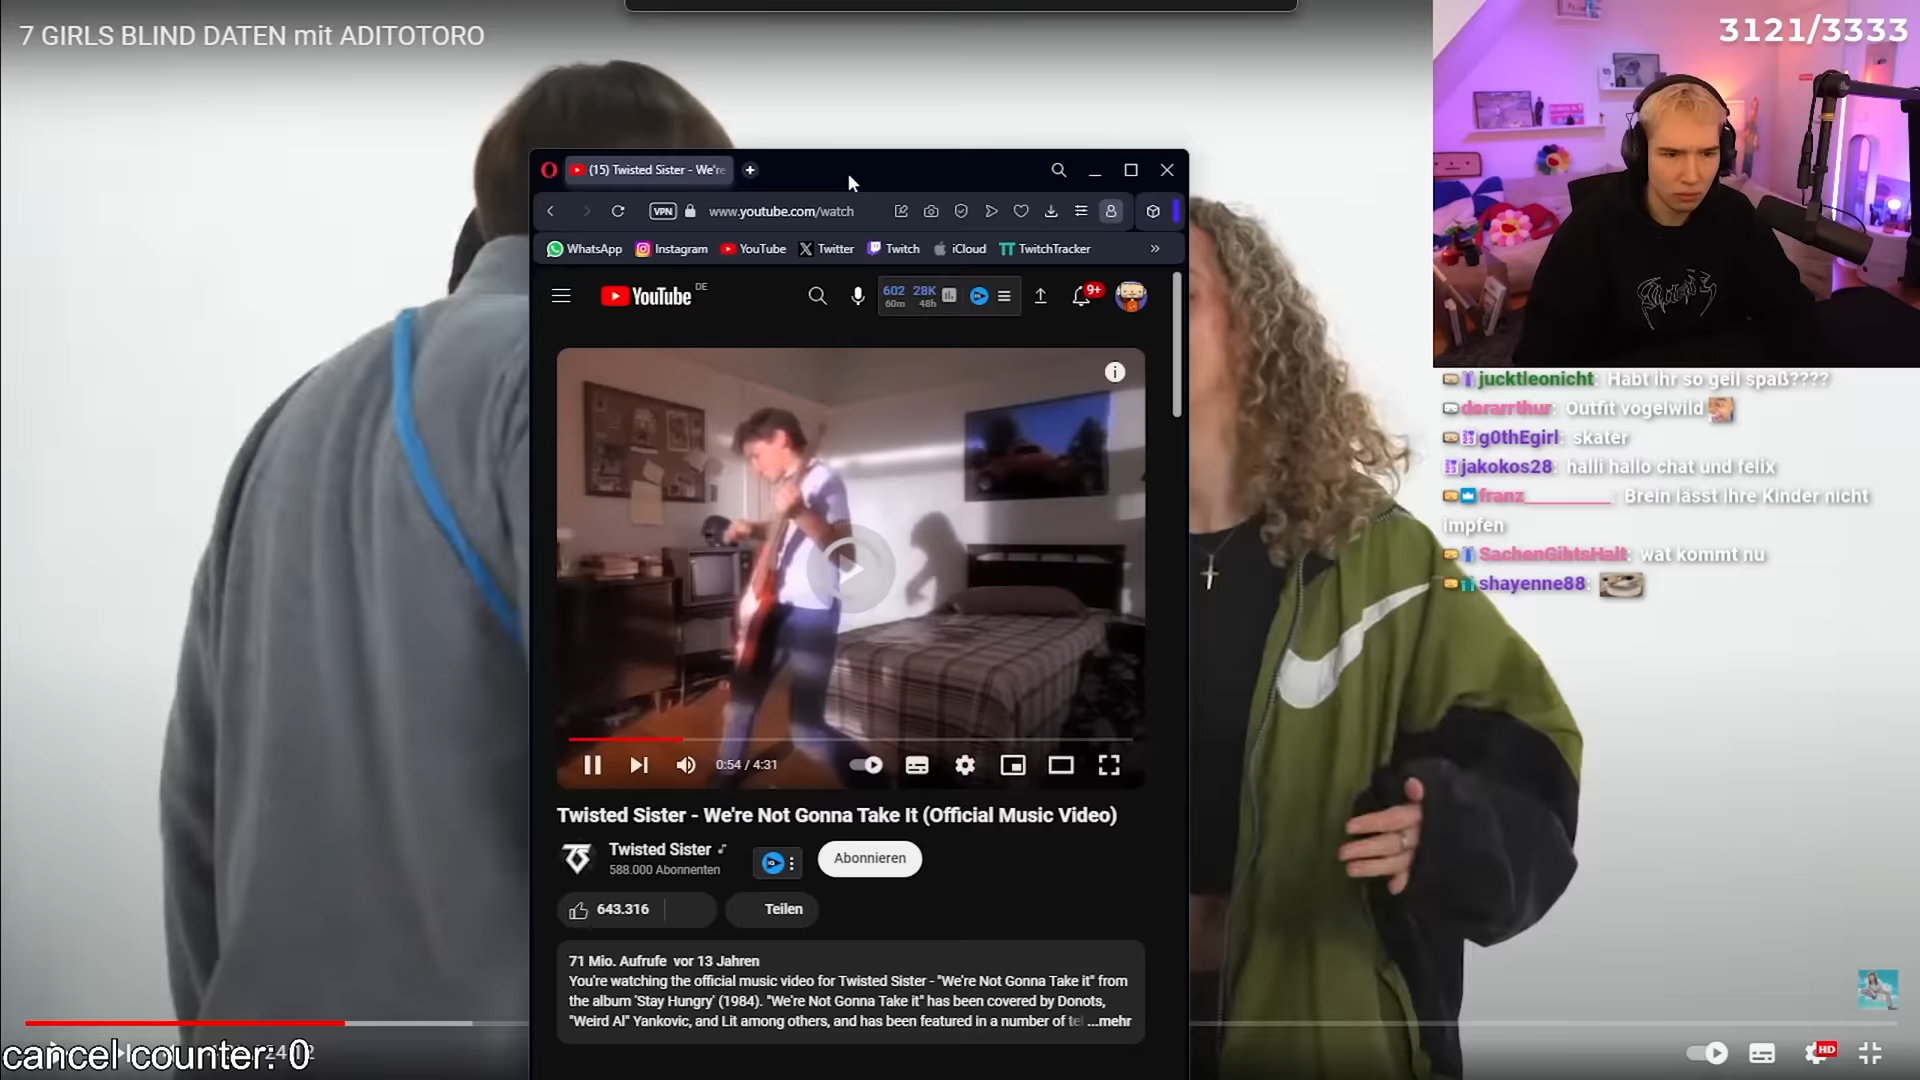 7 GIRLS BLIND DATEN mit ADITOTORO
3121/3333
(15) Twisted Sister - We're
VPN www.youtube.com/watch
WhatsApp Instagram YouTube Twitter Twitch iCloud TwitchTracker »
YouTube DE
602 60m 28K 48h
9+
jucktleonicht: Habt ihr so geil spaß????
dorarrthur: Outfit vogelwild
g0thEgirl: skater
jakokos28: halli hallo chat und felix
franz________: Brein lasst ihre Kinder nicht
impfen
SachenGibtsHalt: wat kommt nu
shayenne88:
0:54 / 4:31
Twisted Sister - We're Not Gonna Take It (Official Music Video)
Twisted Sister
588.000 Abonnenten
Abonnieren
643.316
Teilen
71 Mio. Aufrufe vor 13 Jahren
You're watching the official music video for Twisted Sister - "We're Not Gonna Take it" from
the album 'Stay Hungry' (1984). "We're Not Gonna Take it" has been covered by Donots,
"Weird Al" Yankovic, and Lit among others, and has been featured in a number of te ...mehr
cancel counter: 0
HD